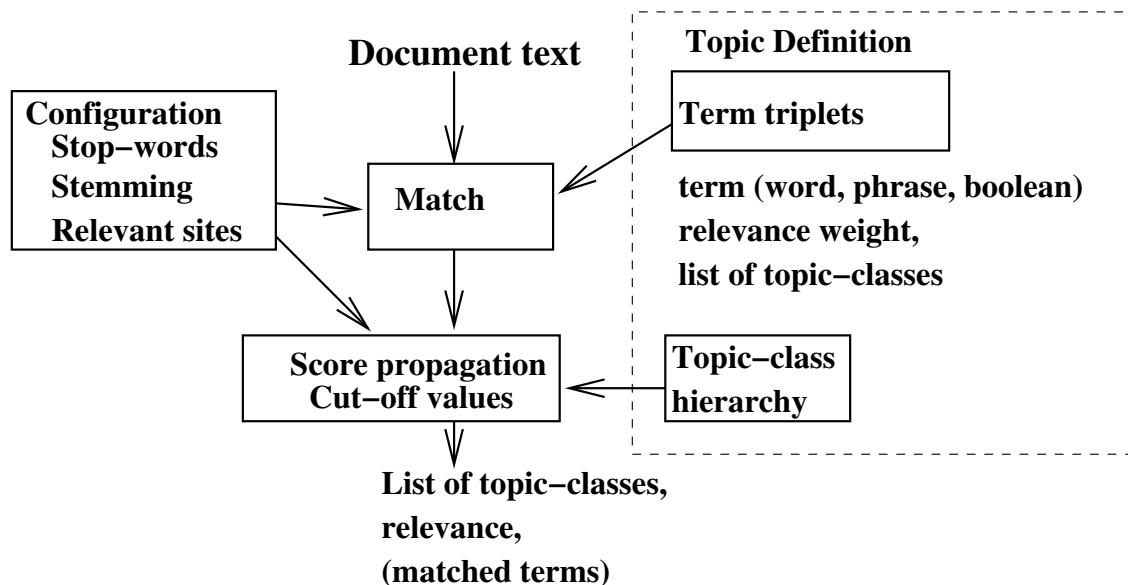 Document text
Topic Definition
Configuration
Stop−words
Stemming
Relevant sites
Term triplets
Match
term (word, phrase, boolean)
relevance weight,
list of topic−classes
Score propagation
Cut−off values
Topic−class
hierarchy
List of topic−classes,
relevance,
(matched terms)